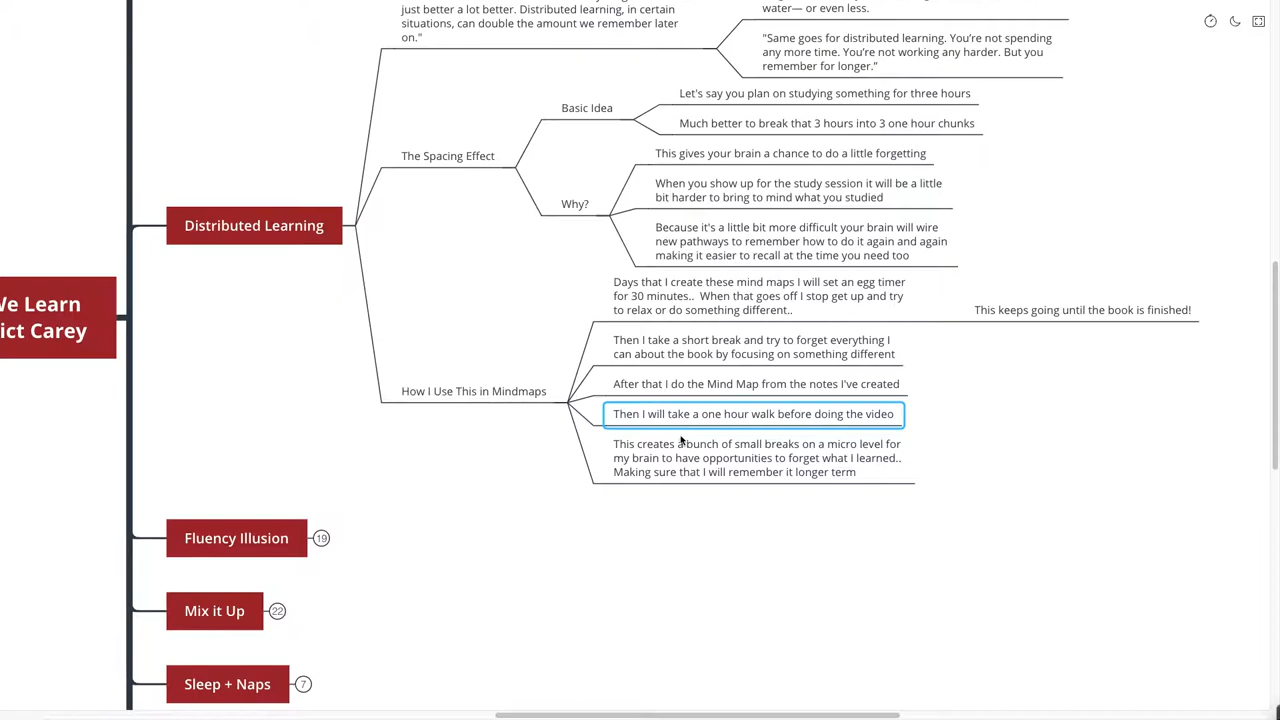 just better a lot better. Distributed learning, in certain
situations, can double the amount we remember later
on."
water— or even less.
"Same goes for distributed learning. You’re not spending
any more time. You’re not working any harder. But you
remember for longer.”
Basic Idea
Let's say you plan on studying something for three hours
Much better to break that 3 hours into 3 one hour chunks
The Spacing Effect
Why?
This gives your brain a chance to do a little forgetting
When you show up for the study session it will be a little
bit harder to bring to mind what you studied
Because it's a little bit more difficult your brain will wire
new pathways to remember how to do it again and again
making it easier to recall at the time you need too
Distributed Learning
We Learn
ict Carey
How I Use This in Mindmaps
Days that I create these mind maps I will set an egg timer
for 30 minutes..  When that goes off I stop get up and try
to relax or do something different..
This keeps going until the book is finished!
Then I take a short break and try to forget everything I
can about the book by focusing on something different
After that I do the Mind Map from the notes I've created
Then I will take a one hour walk before doing the video
This creates a bunch of small breaks on a micro level for
my brain to have opportunities to forget what I learned..
Making sure that I will remember it longer term
Fluency Illusion
19
Mix it Up
22
Sleep + Naps
7